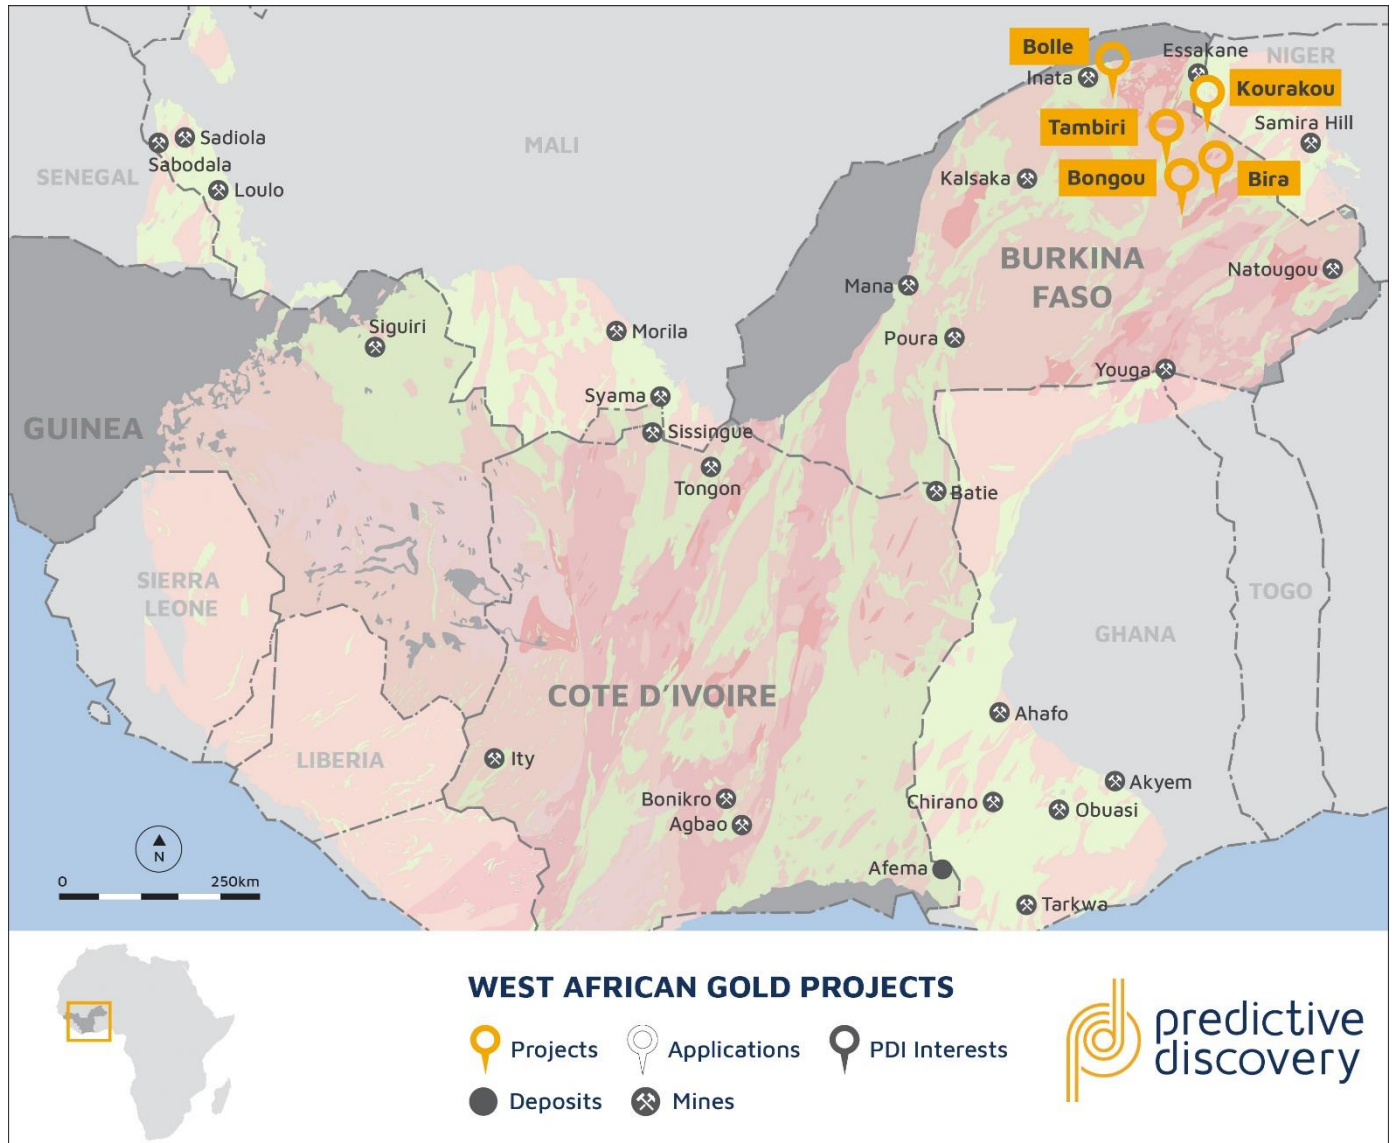 Bolle
Essakane
NIGER
Inata
Kourakou
Tambiri
Samira Hill
Sadiola
Sabodala
MALI
SENEGAL
Loulo
Kalsaka
Bongou
Bira
BURKINA
FASO
Natougou
Mana
Siguiri
Morila
Poura
Youga
Syama
GUINEA
Sissingue
Tongon
Batie
SIERRA
LEONE
TOGO
GHANA
COTE D'IVOIRE
Ahafo
LIBERIA
Ity
Akyem
Bonikro
Chirano
Obuasi
Agbao
N
Afema
0 250km
Tarkwa
WEST AFRICAN GOLD PROJECTS
Projects
Applications
PDI Interests
Deposits
Mines
predictive
discovery